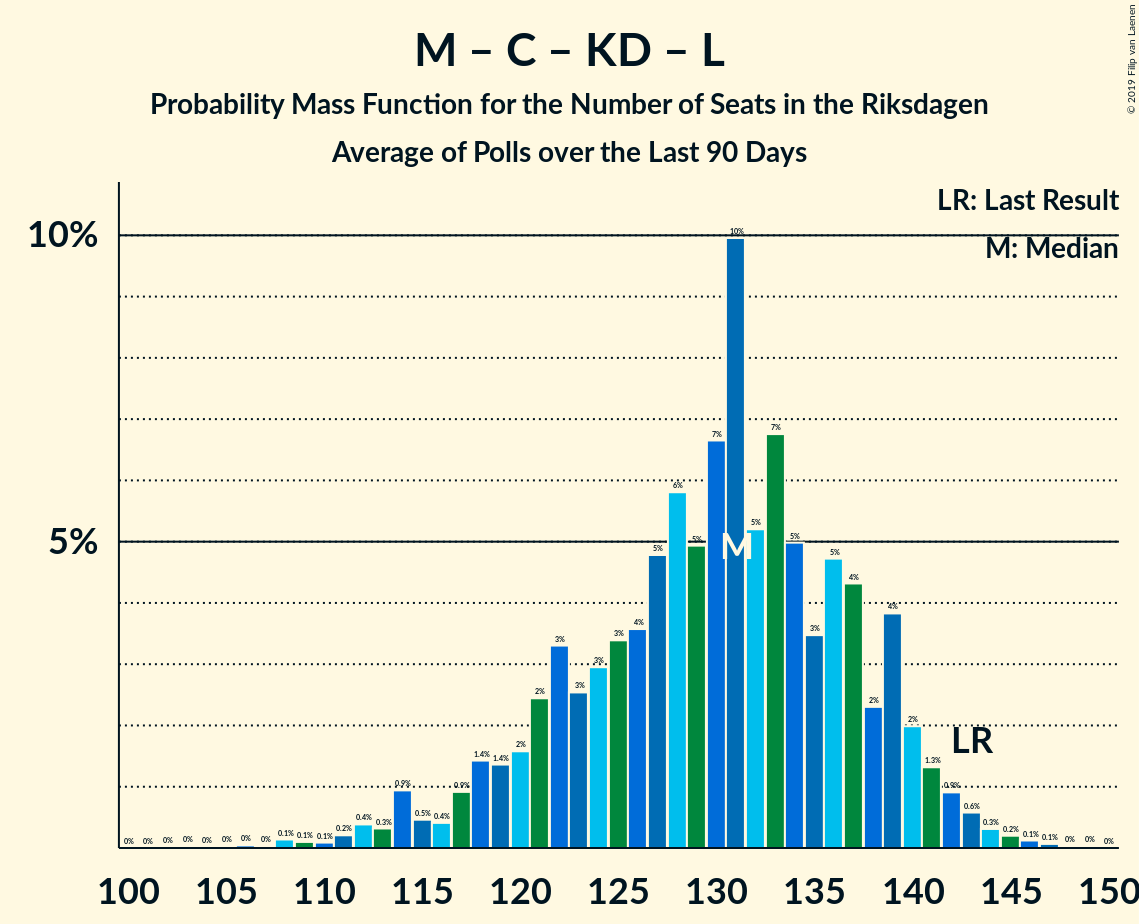 M – C – KD – L
Probability Mass Function for the Number of Seats in the Riksdagen
Average of Polls over the Last 90 Days
© 2019 Filip van Laenen
LR: Last Result
M: Median
10%
5%
0% 0% 0% 0% 0% 0% 0% 0% 0.1% 0.1% 0.1% 0.2% 0.4% 0.3% 0.9% 0.5% 0.4% 0.9% 1.4% 1.4% 2% 2% 3% 3% 3% 3% 4% 5% 6% 5% 7% 10% 5% 7% 5% 3% 5% 4% 2% 4% 2% 1.3% 0.9% 0.6% 0.3% 0.2% 0.1% 0.1% 0% 0% 0%
M
LR
100 105 110 115 120 125 130 135 140 145 150